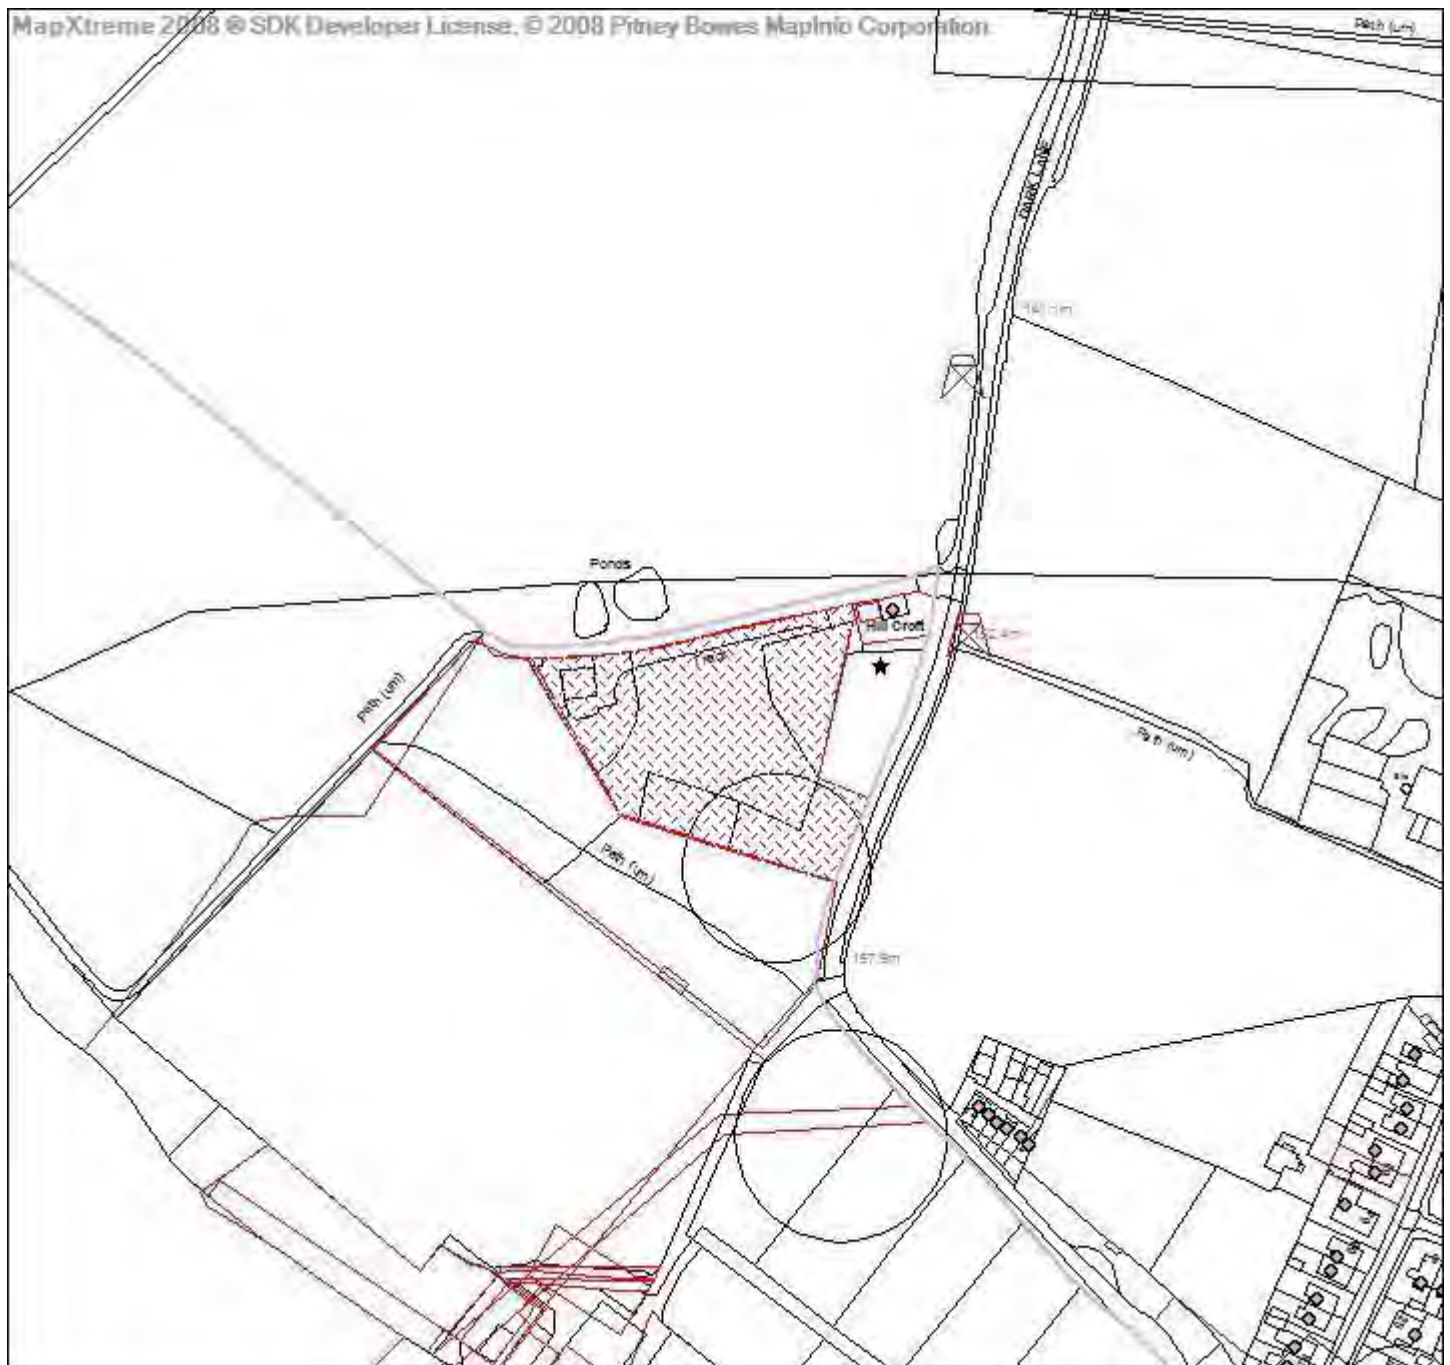 MapXtreme 2008 ® SDK Developer License. © 2008 Pitney Bowes MapInfo Corporation.
Path (um)
DARK LANE
Ponds
Hill Croft
Path (um)
Path (um)
Path (um)
157.9m